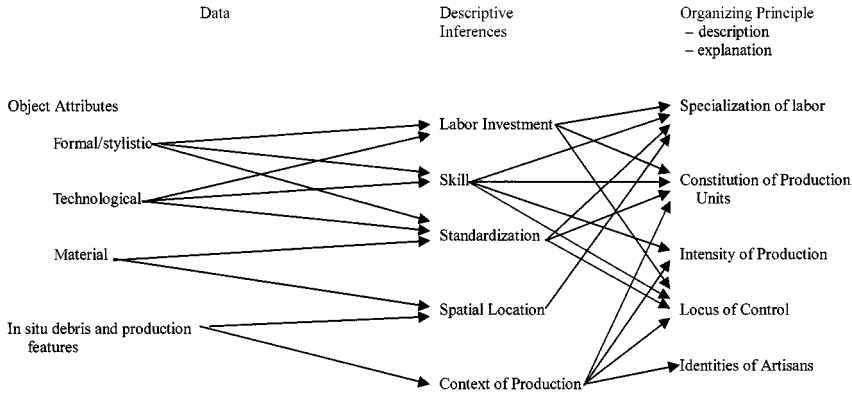 Data
Descriptive
Inferences
Organizing Principle
– description
– explanation
Object Attributes
Formal/stylistic
Technological
Material
In situ debris and production
features
Labor Investment
Skill
Standardization
Spatial Location
Context of Production
Specialization of labor
Constitution of Production
Units
Intensity of Production
Locus of Control
Identities of Artisans